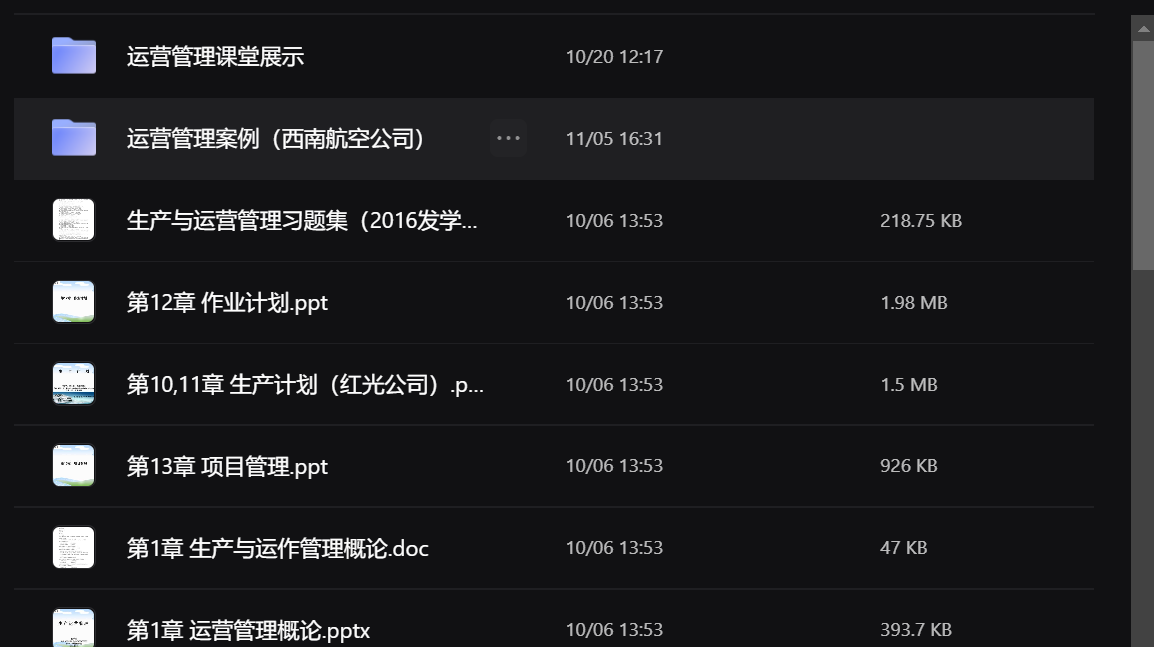 运营管理课堂展示 10/20 12:17
运营管理案例（西南航空公司） ··· 11/05 16:31
生产与运营管理习题集（2016发学... 10/06 13:53 218.75 KB
第12章 作业计划.ppt 10/06 13:53 1.98 MB
第10,11章 生产计划（红光公司）.p... 10/06 13:53 1.5 MB
第13章 项目管理.ppt 10/06 13:53 926 KB
第1章 生产与运作管理概论.doc 10/06 13:53 47 KB
第1章 运营管理概论.pptx 10/06 13:53 393.7 KB